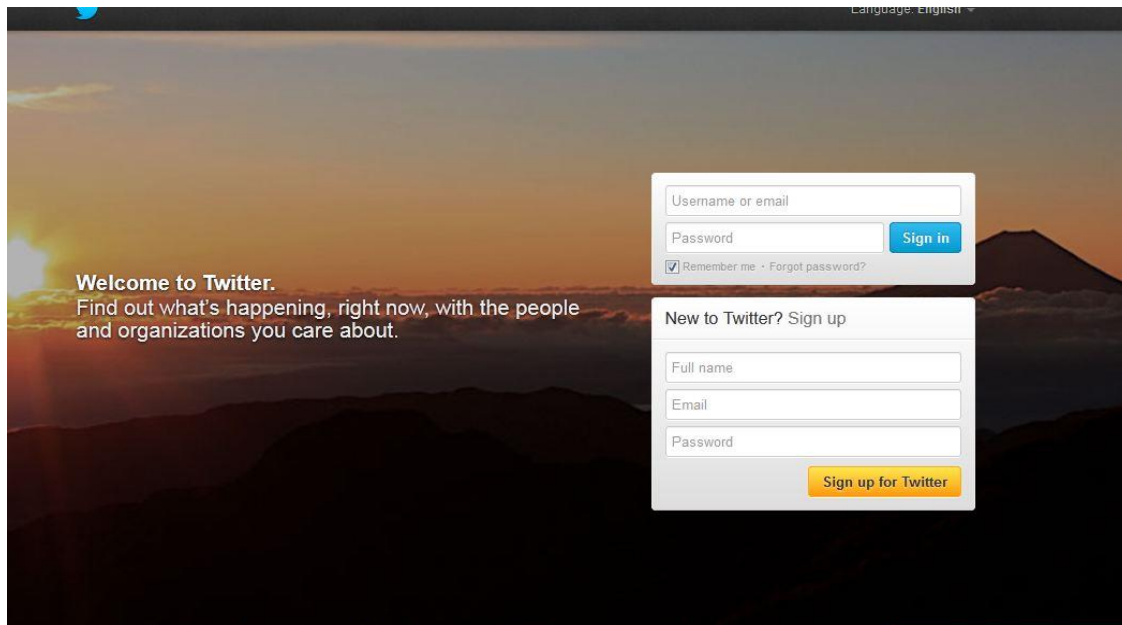 Language: English
Username or email
Password
Sign in
Remember me · Forgot password?
Welcome to Twitter.
Find out what's happening, right now, with the people
and organizations you care about.
New to Twitter? Sign up
Full name
Email
Password
Sign up for Twitter